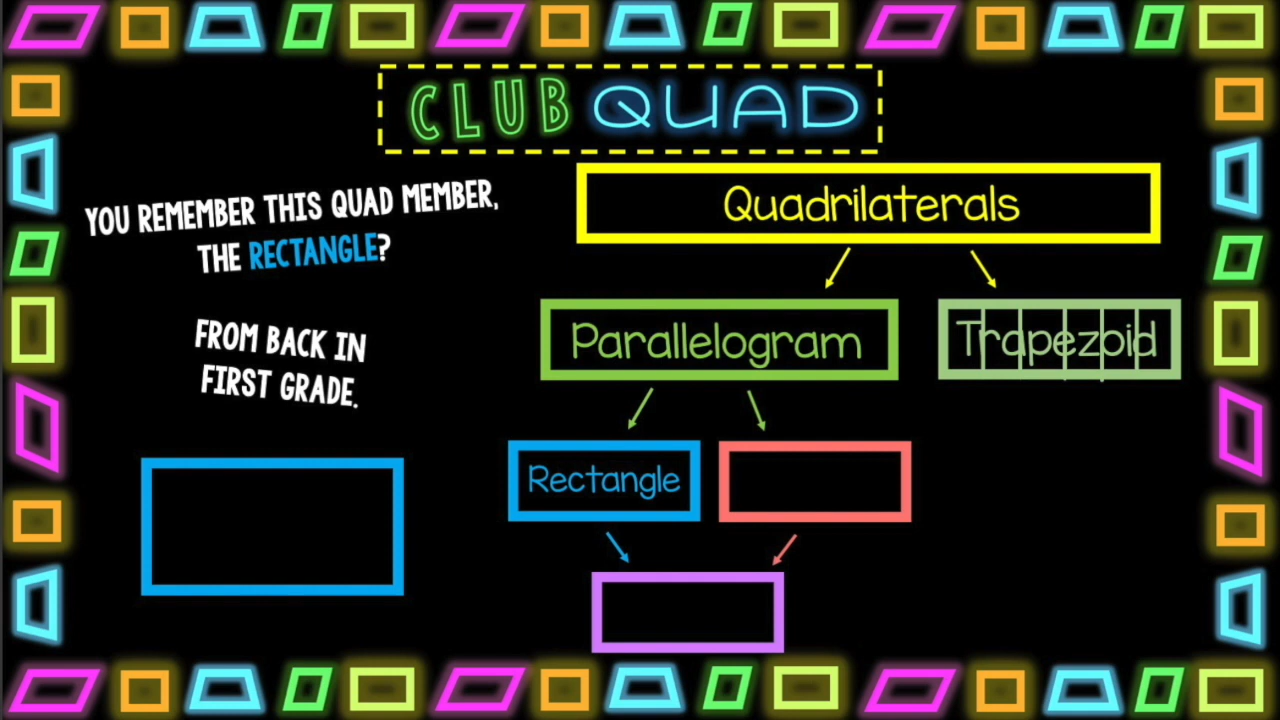 CLUB QUAD
YOU REMEMBER THIS QUAD MEMBER,
THE RECTANGLE?
FROM BACK IN
FIRST GRADE.
Quadrilaterals
Parallelogram
Trapezoid
Rectangle